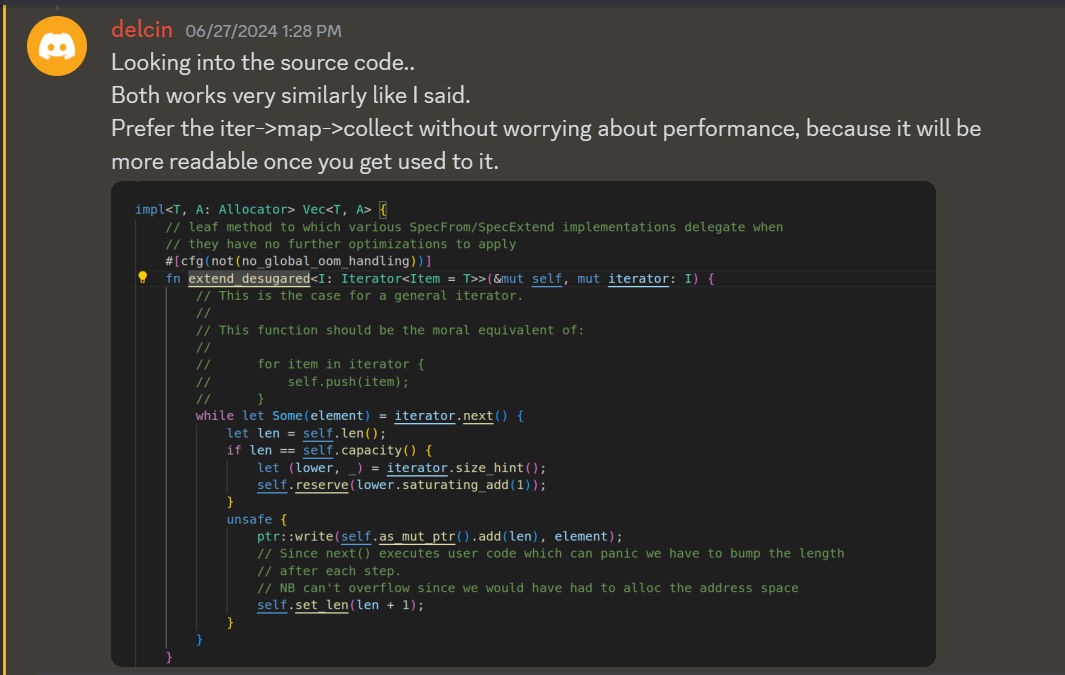 delcin 06/27/2024 1:28 PM
Looking into the source code..
Both works very similarly like I said.
Prefer the iter->map->collect without worrying about performance, because it will be
more readable once you get used to it.
impl<T, A: Allocator> Vec<T, A> {
    // leaf method to which various SpecFrom/SpecExtend implementations delegate when
    // they have no further optimizations to apply
    #[cfg(not(no_global_oom_handling))]
    fn extend_desugared<I: Iterator<Item = T>>(&mut self, mut iterator: I) {
        // This is the case for a general iterator.
        //
        // This function should be the moral equivalent of:
        //
        //      for item in iterator {
        //          self.push(item);
        //      }
        while let Some(element) = iterator.next() {
            let len = self.len();
            if len == self.capacity() {
                let (lower, _) = iterator.size_hint();
                self.reserve(lower.saturating_add(1));
            }
            unsafe {
                ptr::write(self.as_mut_ptr().add(len), element);
                // Since next() executes user code which can panic we have to bump the length
                // after each step.
                // NB can't overflow since we would have had to alloc the address space
                self.set_len(len + 1);
            }
        }
    }